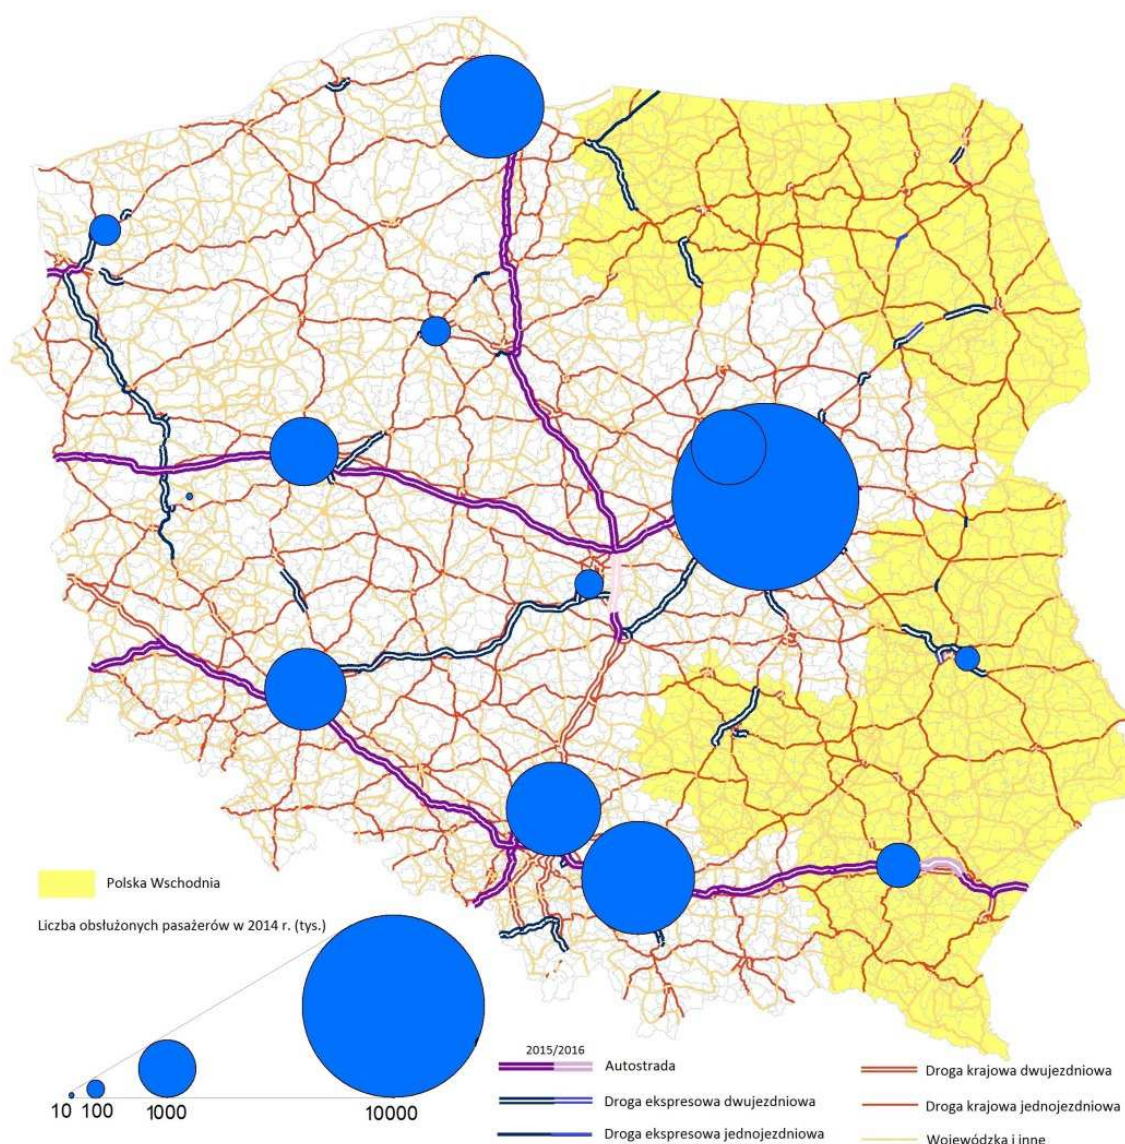 Polska Wschodnia
Liczba obsłużonych pasażerów w 2014 r. (tys.)
10 100 1000 10000
2015/2016
Autostrada
Droga ekspresowa dwujezdniowa
Droga ekspresowa jednojezdniowa
Droga krajowa dwujezdniowa
Droga krajowa jednojezdniowa
Wojewódzka i inne